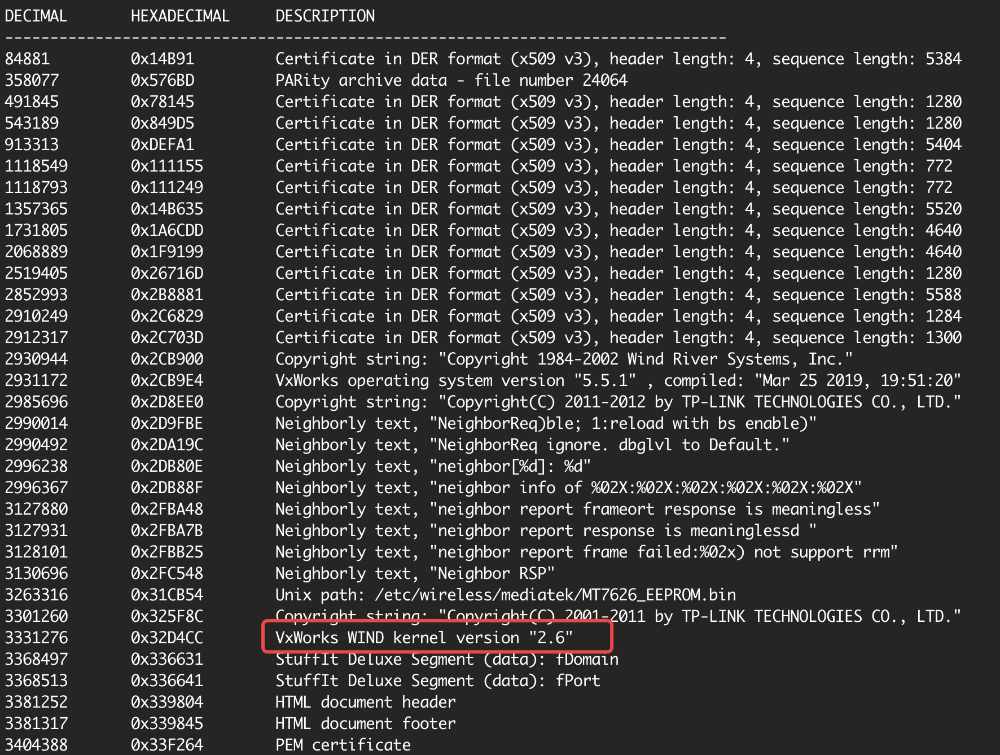 DECIMAL HEXADECIMAL DESCRIPTION
--------------------------------------------------------------------------------
84881 0x14B91 Certificate in DER format (x509 v3), header length: 4, sequence length: 5384
358077 0x576BD PARity archive data - file number 24064
491845 0x78145 Certificate in DER format (x509 v3), header length: 4, sequence length: 1280
543189 0x849D5 Certificate in DER format (x509 v3), header length: 4, sequence length: 1280
913313 0xDEFA1 Certificate in DER format (x509 v3), header length: 4, sequence length: 5404
1118549 0x111155 Certificate in DER format (x509 v3), header length: 4, sequence length: 772
1118793 0x111249 Certificate in DER format (x509 v3), header length: 4, sequence length: 772
1357365 0x14B635 Certificate in DER format (x509 v3), header length: 4, sequence length: 5520
1731805 0x1A6CDD Certificate in DER format (x509 v3), header length: 4, sequence length: 4640
2068889 0x1F9199 Certificate in DER format (x509 v3), header length: 4, sequence length: 4640
2519405 0x26716D Certificate in DER format (x509 v3), header length: 4, sequence length: 1280
2852993 0x2B8881 Certificate in DER format (x509 v3), header length: 4, sequence length: 5588
2910249 0x2C6829 Certificate in DER format (x509 v3), header length: 4, sequence length: 1284
2912317 0x2C703D Certificate in DER format (x509 v3), header length: 4, sequence length: 1300
2930944 0x2CB900 Copyright string: "Copyright 1984-2002 Wind River Systems, Inc."
2931172 0x2CB9E4 VxWorks operating system version "5.5.1" , compiled: "Mar 25 2019, 19:51:20"
2985696 0x2D8EE0 Copyright string: "Copyright(C) 2011-2012 by TP-LINK TECHNOLOGIES CO., LTD."
2990014 0x2D9FBE Neighborly text, "NeighborReq)ble; 1:reload with bs enable)"
2990492 0x2DA19C Neighborly text, "NeighborReq ignore. dbglvl to Default."
2996238 0x2DB80E Neighborly text, "neighbor[%d]: %d"
2996367 0x2DB88F Neighborly text, "neighbor info of %02X:%02X:%02X:%02X:%02X:%02X"
3127880 0x2FBA48 Neighborly text, "neighbor report frameort response is meaningless"
3127931 0x2FBA7B Neighborly text, "neighbor report response is meaninglessd "
3128101 0x2FBB25 Neighborly text, "neighbor report frame failed:%02x) not support rrm"
3130696 0x2FC548 Neighborly text, "Neighbor RSP"
3263316 0x31CB54 Unix path: /etc/wireless/mediatek/MT7626_EEPROM.bin
3301260 0x325F8C Copyright string: "Copyright(C) 2001-2011 by TP-LINK TECHNOLOGIES CO., LTD."
3331276 0x32D4CC VxWorks WIND kernel version "2.6"
3368497 0x336631 StuffIt Deluxe Segment (data): fDomain
3368513 0x336641 StuffIt Deluxe Segment (data): fPort
3381252 0x339804 HTML document header
3381317 0x339845 HTML document footer
3404388 0x33F264 PEM certificate